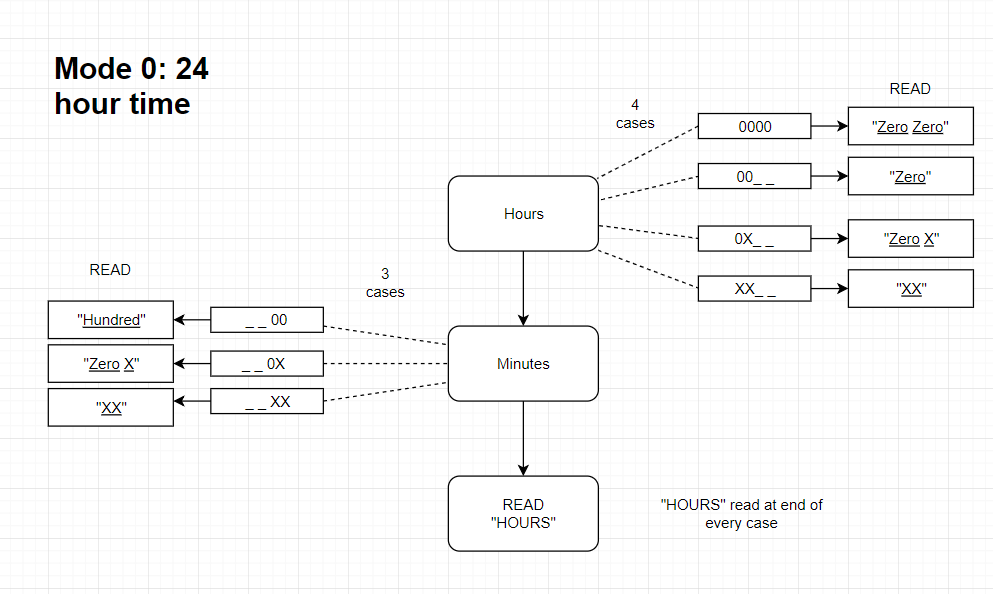 Mode 0: 24
hour time
READ
4
cases
0000
"Zero Zero"
00_ _
"Zero"
Hours
0X_ _
"Zero X"
XX_ _
"XX"
READ
3
cases
"Hundred"
_ _ 00
"Zero X"
_ _ 0X
"XX"
_ _ XX
Minutes
READ
"HOURS"
"HOURS" read at end of
every case